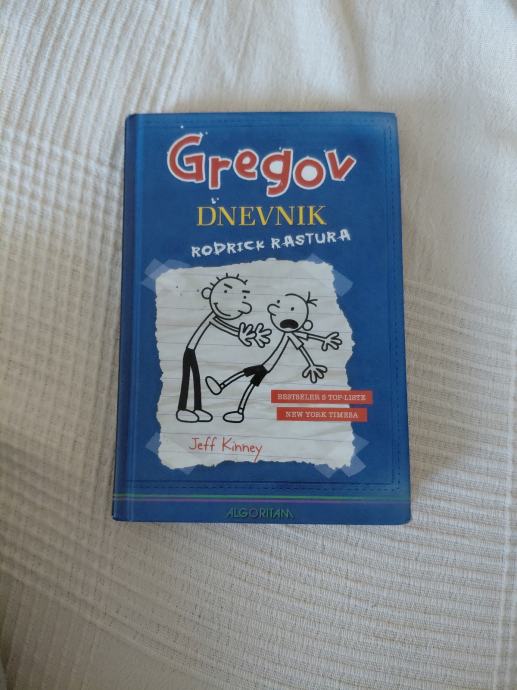 Gregov
DNEVNIK
RODRICK RASTURA
BESTSELER S TOP-LISTE
NEW YORK TIMESA
Jeff Kinney
ALGORITAM